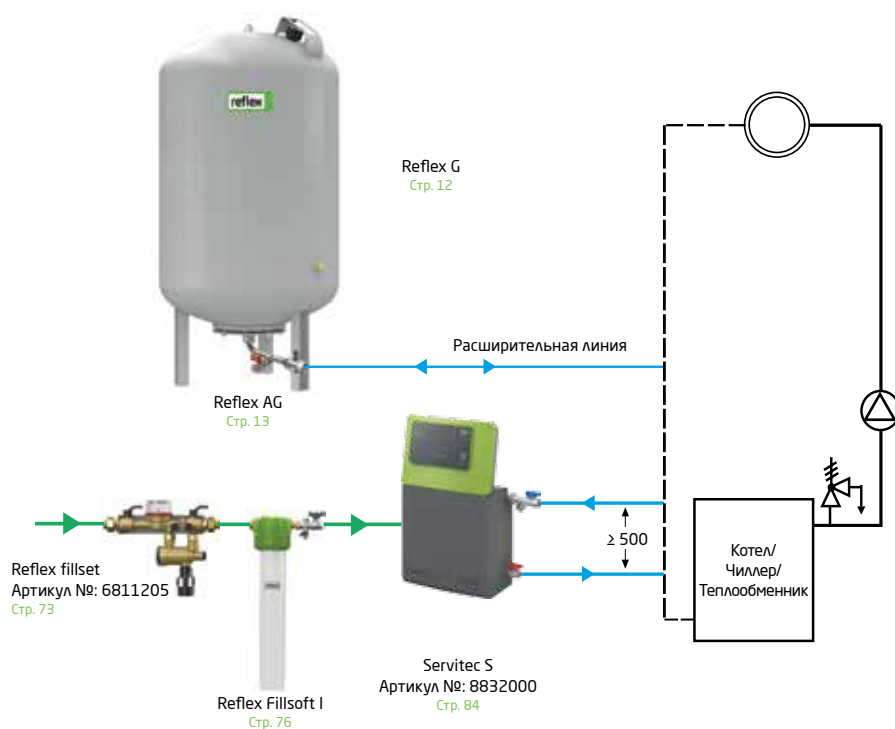 reflex
Reflex G
Стр. 12
Расширительная линия
Reflex AG
Стр. 13
≥ 500
Котел/
Чиллер/
Теплообменник
Reflex fillset
Артикул №: 6811205
Стр. 73
Servitec S
Артикул №: 8832000
Стр. 84
Reflex Fillsoft I
Стр. 76